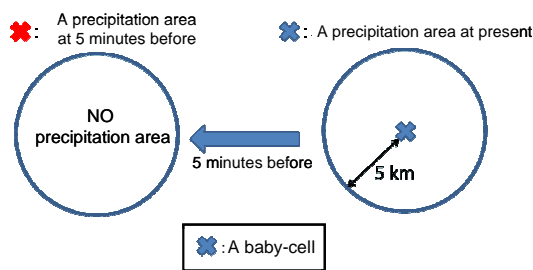 : A precipitation area
at 5 minutes before
: A precipitation area at present
NO
precipitation area
5 minutes before
5 km
: A baby-cell